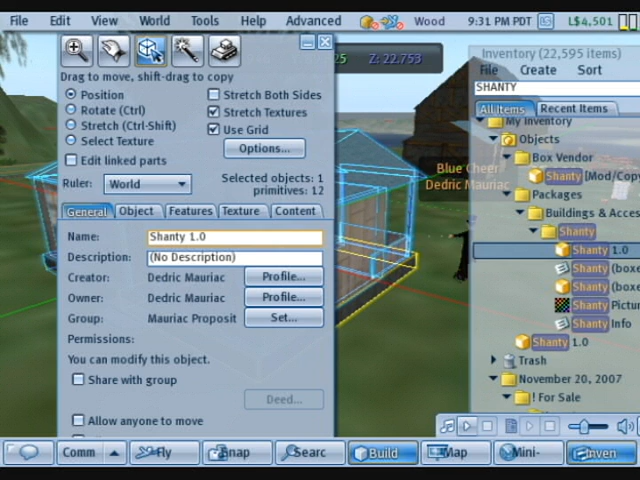 File Edit View World Tools Help Advanced Wood 9:31 PM PDT L$4,501
25 Z: 22.753
Drag to move, shift-drag to copy
Position
Rotate (Ctrl)
Stretch (Ctrl-Shift)
Select Texture
Edit linked parts
Stretch Both Sides
Stretch Textures
Use Grid
Options...
Ruler: World
Selected objects: 1
primitives: 12
General Object Features Texture Content
Name: Shanty 1.0
Description: (No Description)
Creator: Dedric Mauriac Profile...
Owner: Dedric Mauriac Profile...
Group: Mauriac Proposit Set...
Permissions:
You can modify this object.
Share with group
Deed...
Allow anyone to move
Blue Cheer
Dedric Mauriac
Inventory (22,595 items)
File Create Sort
SHANTY
All Items Recent Items
My Inventory
Objects
Box Vendor
Shanty [Mod/Copy
Packages
Buildings & Acces
Shanty
Shanty 1.0
Shanty (boxe
Shanty (boxe
Shanty Pictur
Shanty Info
Shanty 1.0
Trash
November 20, 2007
! For Sale
Comm Fly Snap Searc Build Map Mini- Inven